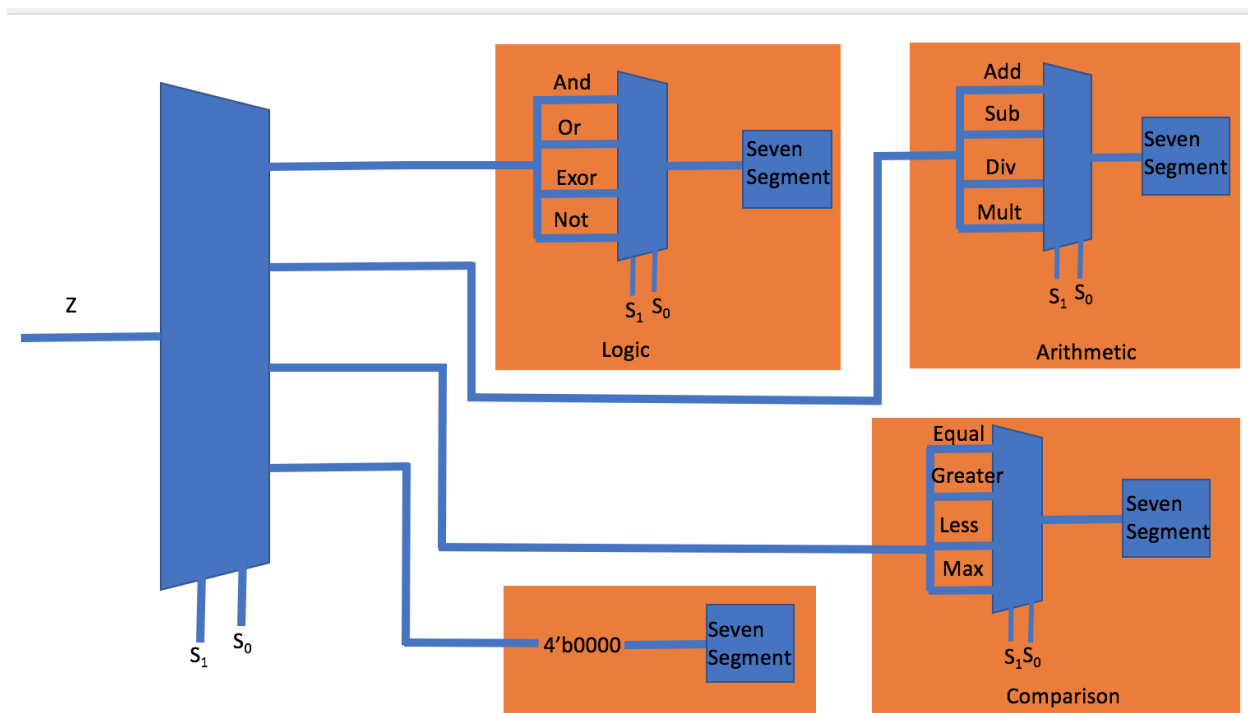 Z
S1
S0
And
Or
Exor
Not
S1 S0
Logic
Seven
Segment
Add
Sub
Div
Mult
S1 S0
Arithmetic
Seven
Segment
Equal
Greater
Less
Max
S1S0
Comparison
Seven
Segment
4’b0000
Seven
Segment